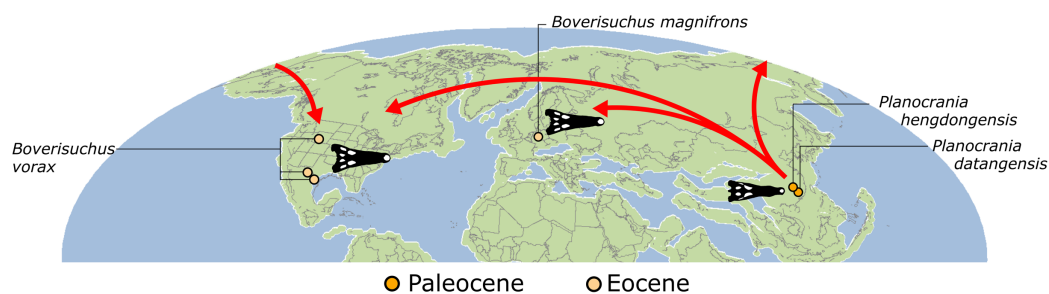 Boverisuchus magnifrons
Planocrania
hengdongensis
Boverisuchus
vorax
Planocrania
datangensis
Paleocene
Eocene